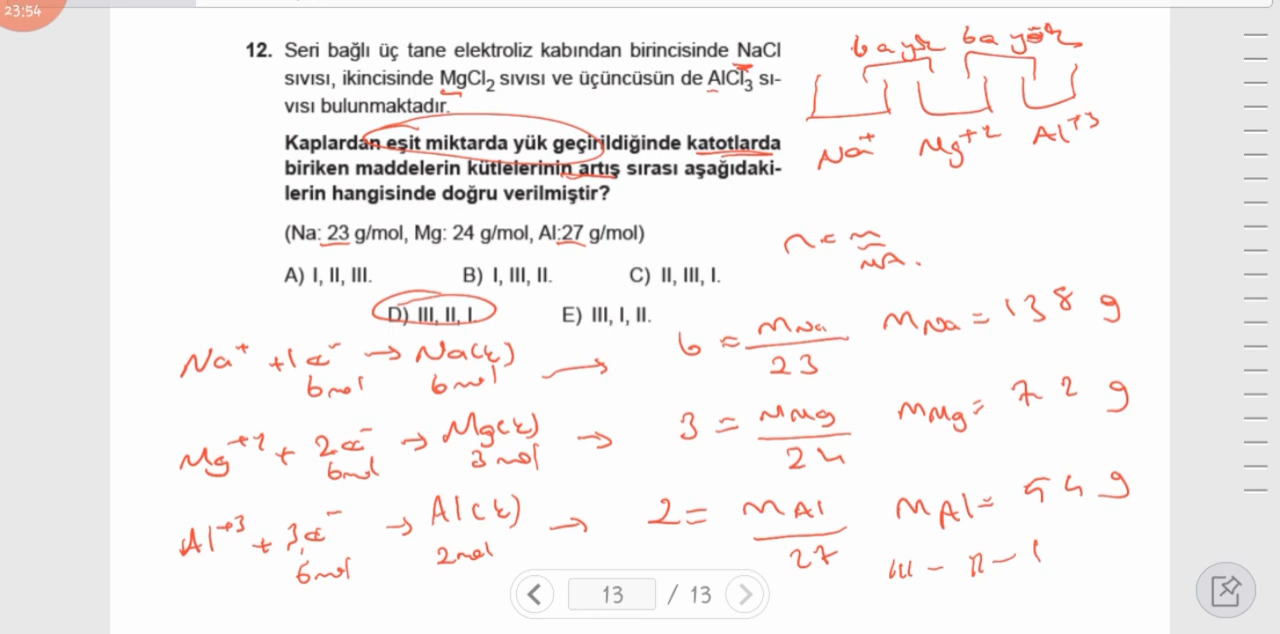 23:54
12. Seri bağlı üç tane elektroliz kabından birincisinde NaCl
sıvısı, ikincisinde MgCl₂ sıvısı ve üçüncüsün de AlCl₃ sı-
vısı bulunmaktadır.
Kaplardan eşit miktarda yük geçirildiğinde katotlarda
biriken maddelerin kütlelerinin artış sırası aşağıdaki-
lerin hangisinde doğru verilmiştir?
(Na: 23 g/mol, Mg: 24 g/mol, Al:27 g/mol)
A) I, II, III. B) I, III, II. C) II, III, I.
D) III, II, I. E) III, I, II.
Na⁺ Mg⁺² Al⁺³
n = m
MA.
Na⁺ + 1e⁻ → Na(k) → 6 = mNa mNa = 138 g
6mol 6mol 23
Mg⁺² + 2e⁻ → Mg(k) → 3 = mMg mMg = 72 g
6mol 3mol 24
Al⁺³ + 3e⁻ → Al(k) → 2 = mAl mAl = 54 g
6mol 2mol 27
III - II - I
13 / 13